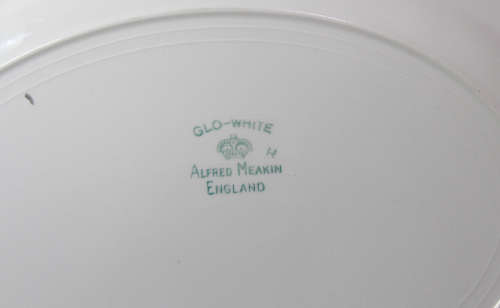 GLO-WHITE
H
ALFRED MEAKIN
ENGLAND